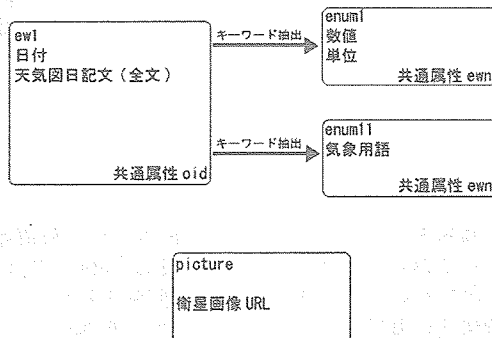 ew1
日付
天気図日記文(全文)
共通属性 oid
キーワード抽出
enum1
数値
単位
共通属性 ewn
キーワード抽出
enum11
気象用語
共通属性 ewn
picture
衛星画像 URL